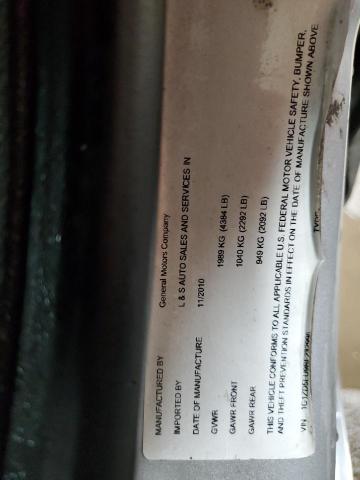 MANUFACTURED BY General Motors Company
IMPORTED BY L & S AUTO SALES AND SERVICES IN
DATE OF MANUFACTURE 11/2010
GVWR 1989 KG (4384 LB)
GAWR FRONT 1040 KG (2292 LB)
GAWR REAR 949 KG (2092 LB)
THIS VEHICLE CONFORMS TO ALL APPLICABLE U.S. FEDERAL MOTOR VEHICLE SAFETY, BUMPER,
AND THEFT PREVENTION STANDARDS IN EFFECT ON THE DATE OF MANUFACTURE SHOWN ABOVE
VIN TYPE